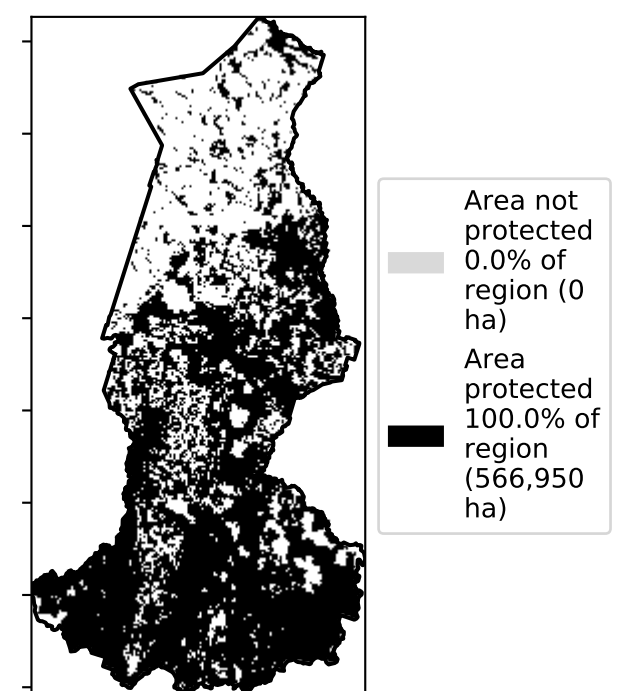 Area not
protected
0.0% of
region (0
ha)
Area
protected
100.0% of
region
(566,950
ha)